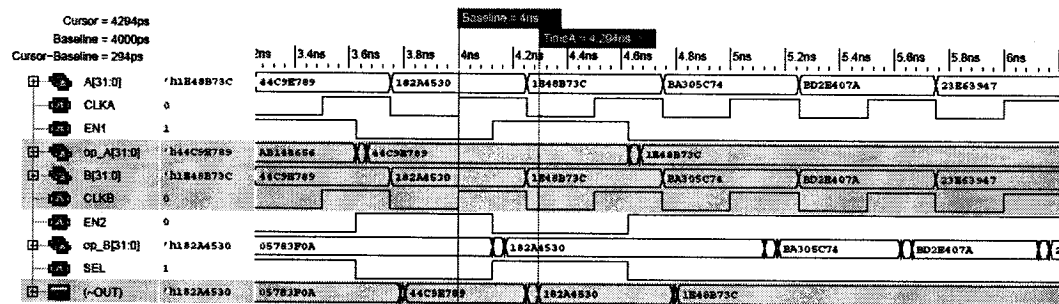 Cursor = 4294ps
Baseline = 4000ps
Cursor-Baseline = 294ps
Baseline = 4ns
TimeA = 4.294ns
2ns 3.4ns 3.6ns 3.8ns 4ns 4.2ns 4.4ns 4.6ns 4.8ns 5ns 5.2ns 5.4ns 5.6ns 5.8ns 6ns
A[31:0] 'h1E48B73C 44C9E789 182A4530 1E48B73C BA305C74 BD2E407A 23E63947
CLKA 0
EN1 1
op_A[31:0] 'h44C9E789 AB148656 44C9E789 1E48B73C
B[31:0] 'h1E48B73C 44C9E789 182A4530 1E48B73C BA305C74 BD2E407A 23E63947
CLKB 0
EN2 0
op_B[31:0] 'h182A4530 05783F0A 182A4530 BA305C74 BD2E407A
SEL 1
(~OUT) 'h182A4530 05783F0A 44C9E789 182A4530 1E48B73C